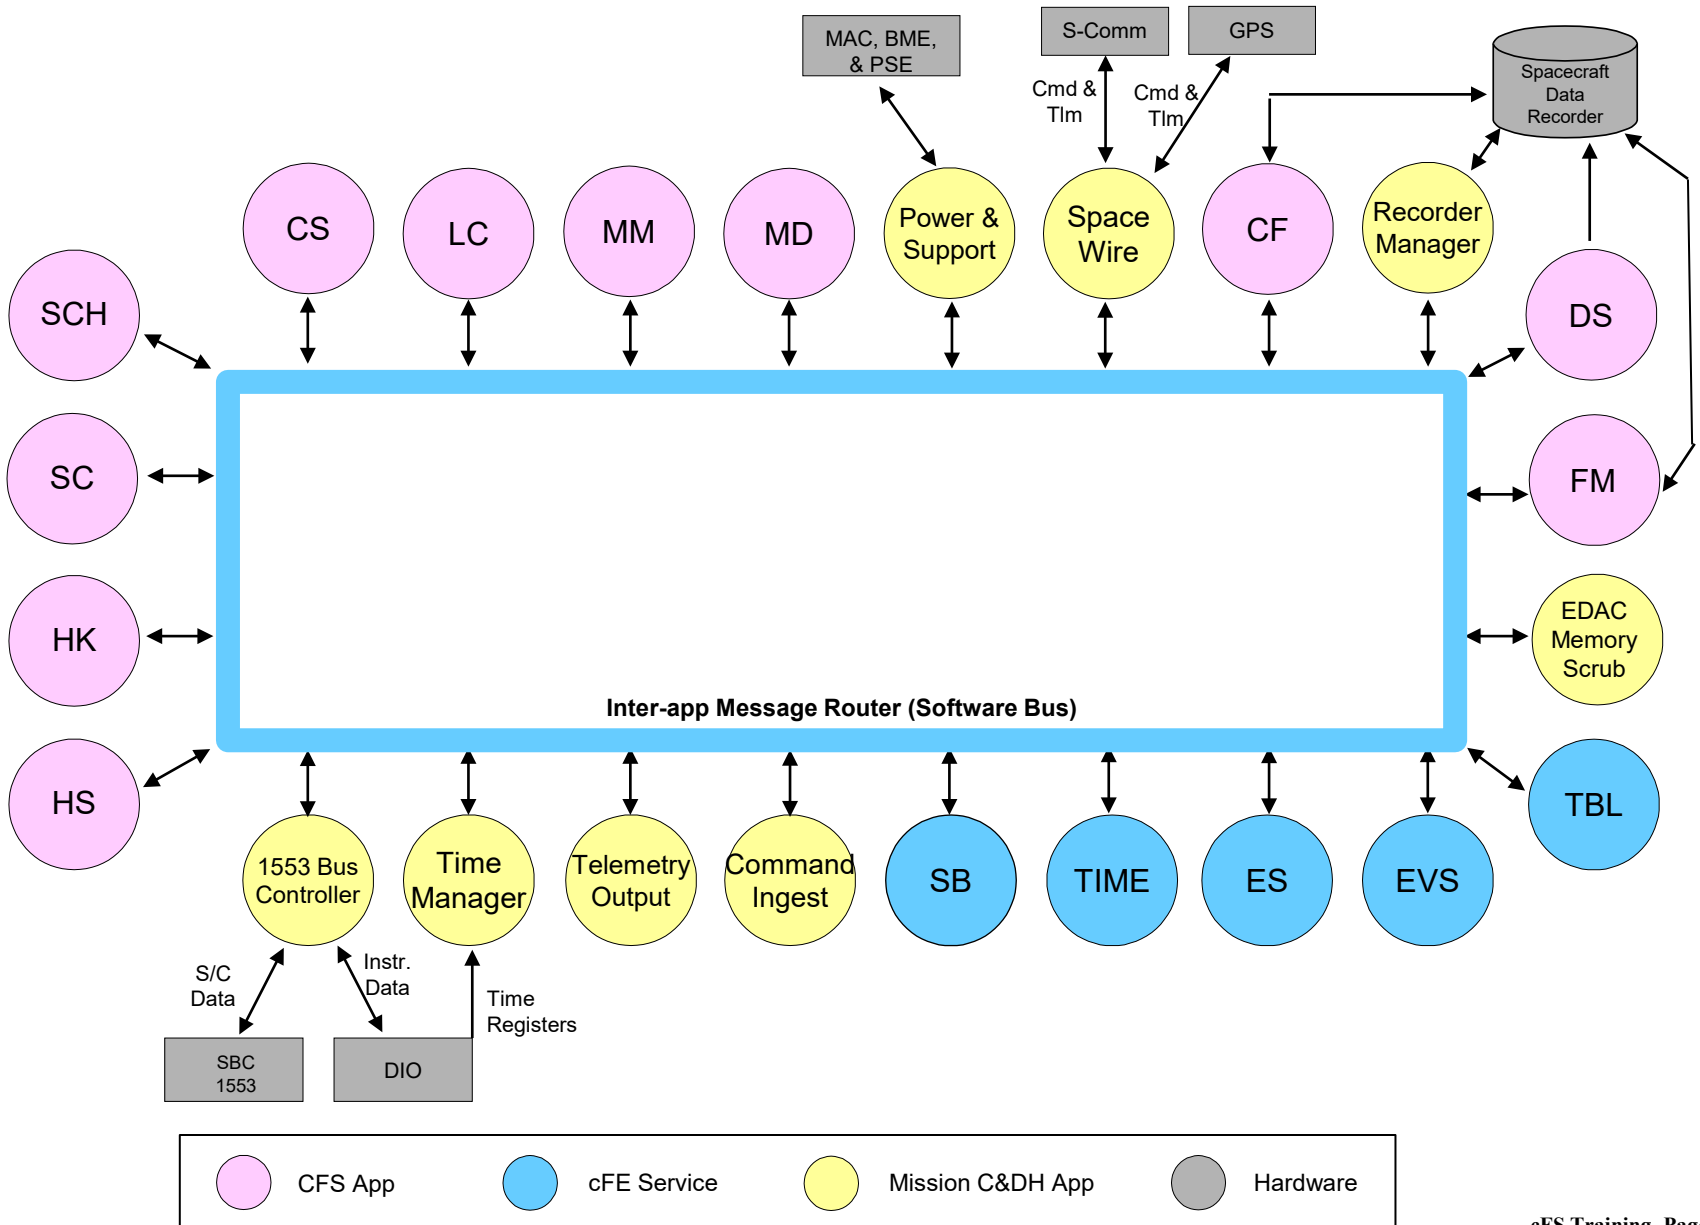 MAC, BME,
& PSE
S-Comm
GPS
Spacecraft
Data
Recorder
Cmd &
Tlm
Cmd &
Tlm
CS
LC
MM
MD
Power &
Support
Space
Wire
CF
Recorder
Manager
SCH
DS
SC
FM
HK
EDAC
Memory
Scrub
Inter-app Message Router (Software Bus)
HS
TBL
1553 Bus
Controller
Time
Manager
Telemetry
Output
Command
Ingest
SB
TIME
ES
EVS
S/C
Data
Instr.
Data
Time
Registers
SBC
1553
DIO
CFS App
cFE Service
Mission C&DH App
Hardware